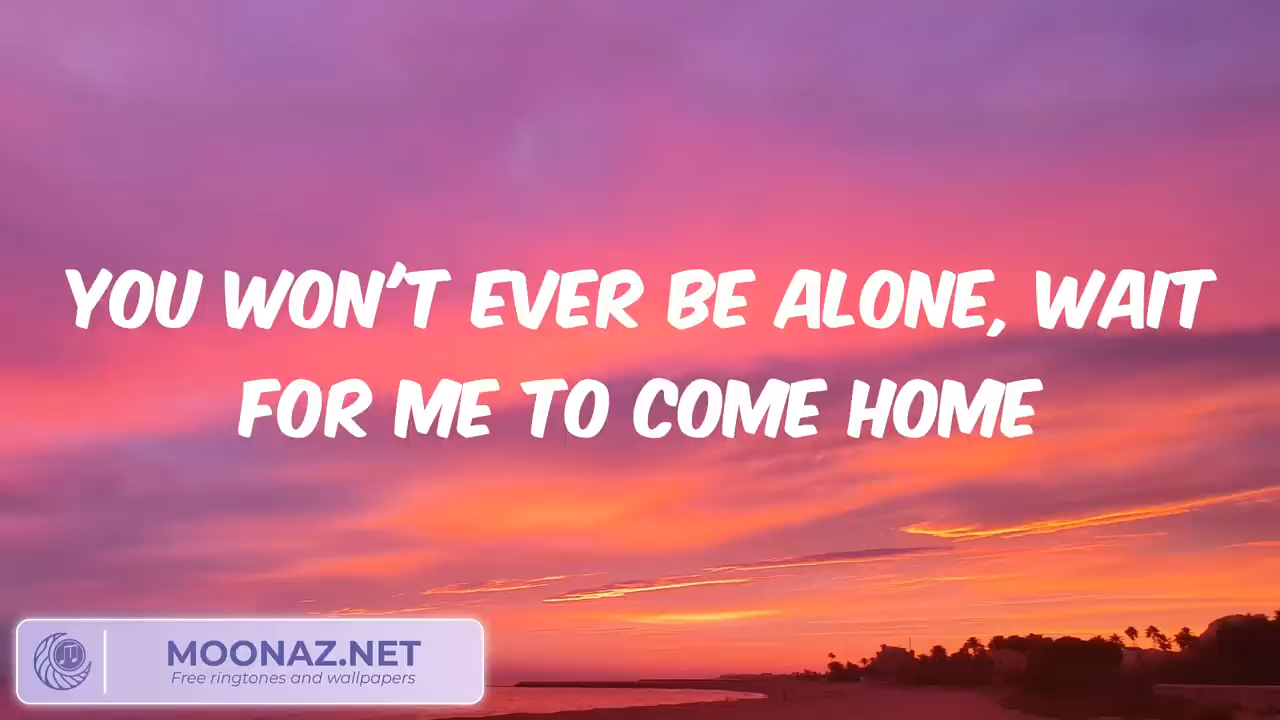 YOU WON'T EVER BE ALONE, WAIT
FOR ME TO COME HOME
MOONAZ.NET
Free ringtones and wallpapers